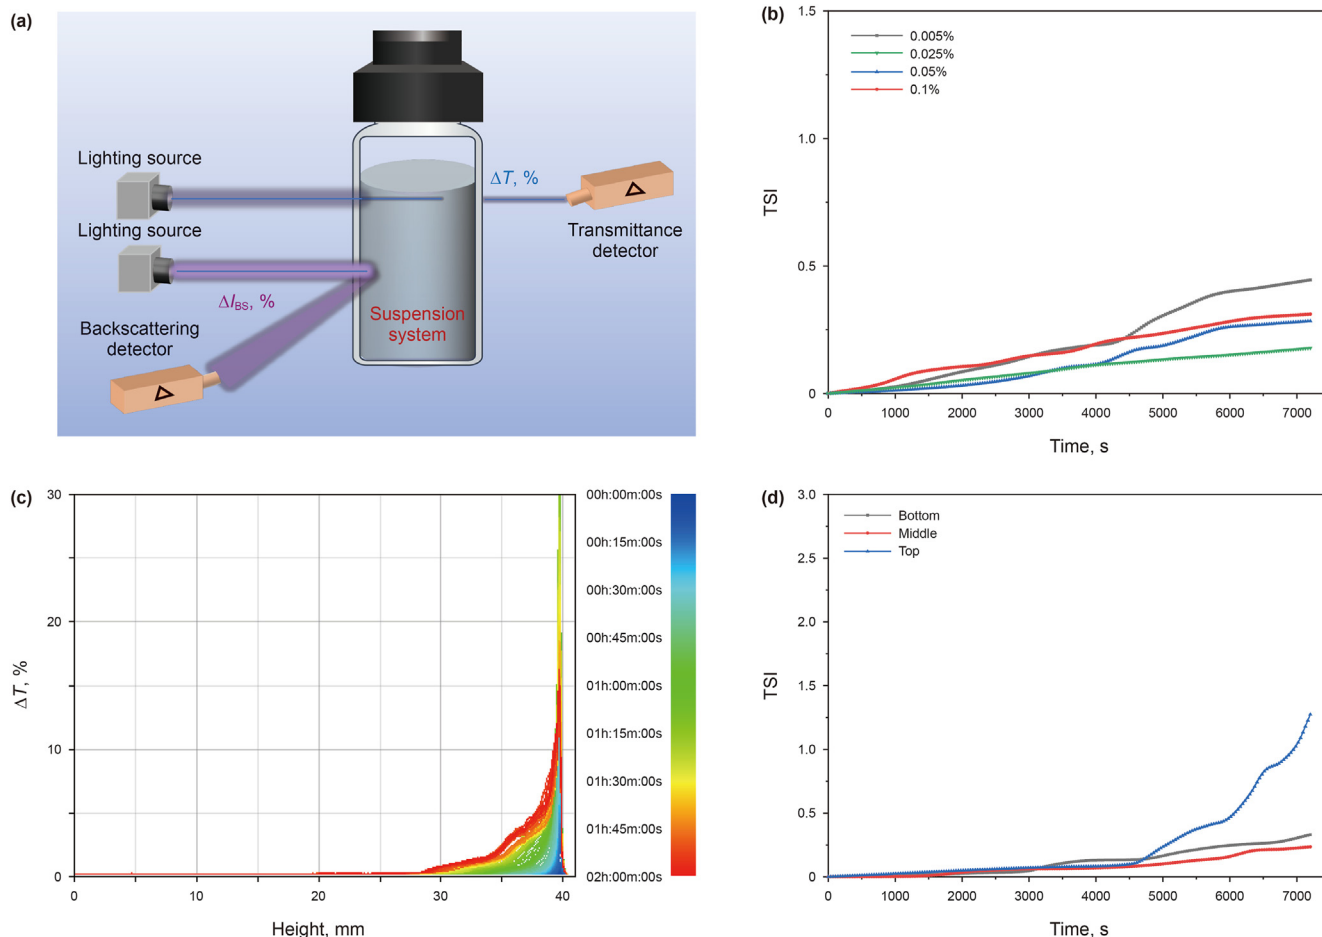 (a)
Lighting source
ΔT, %
Lighting source
Transmittance
detector
ΔI_BS, %
Suspension
system
Backscattering
detector
(b)
1.5
1.0
0.5
0
TSI
0.005%
0.025%
0.05%
0.1%
0 1000 2000 3000 4000 5000 6000 7000
Time, s
(c)
30
20
10
0
ΔT, %
0 10 20 30 40
Height, mm
00h:00m:00s
00h:15m:00s
00h:30m:00s
00h:45m:00s
01h:00m:00s
01h:15m:00s
01h:30m:00s
01h:45m:00s
02h:00m:00s
(d)
3.0
2.5
2.0
1.5
1.0
0.5
0
TSI
Bottom
Middle
Top
0 1000 2000 3000 4000 5000 6000 7000
Time, s